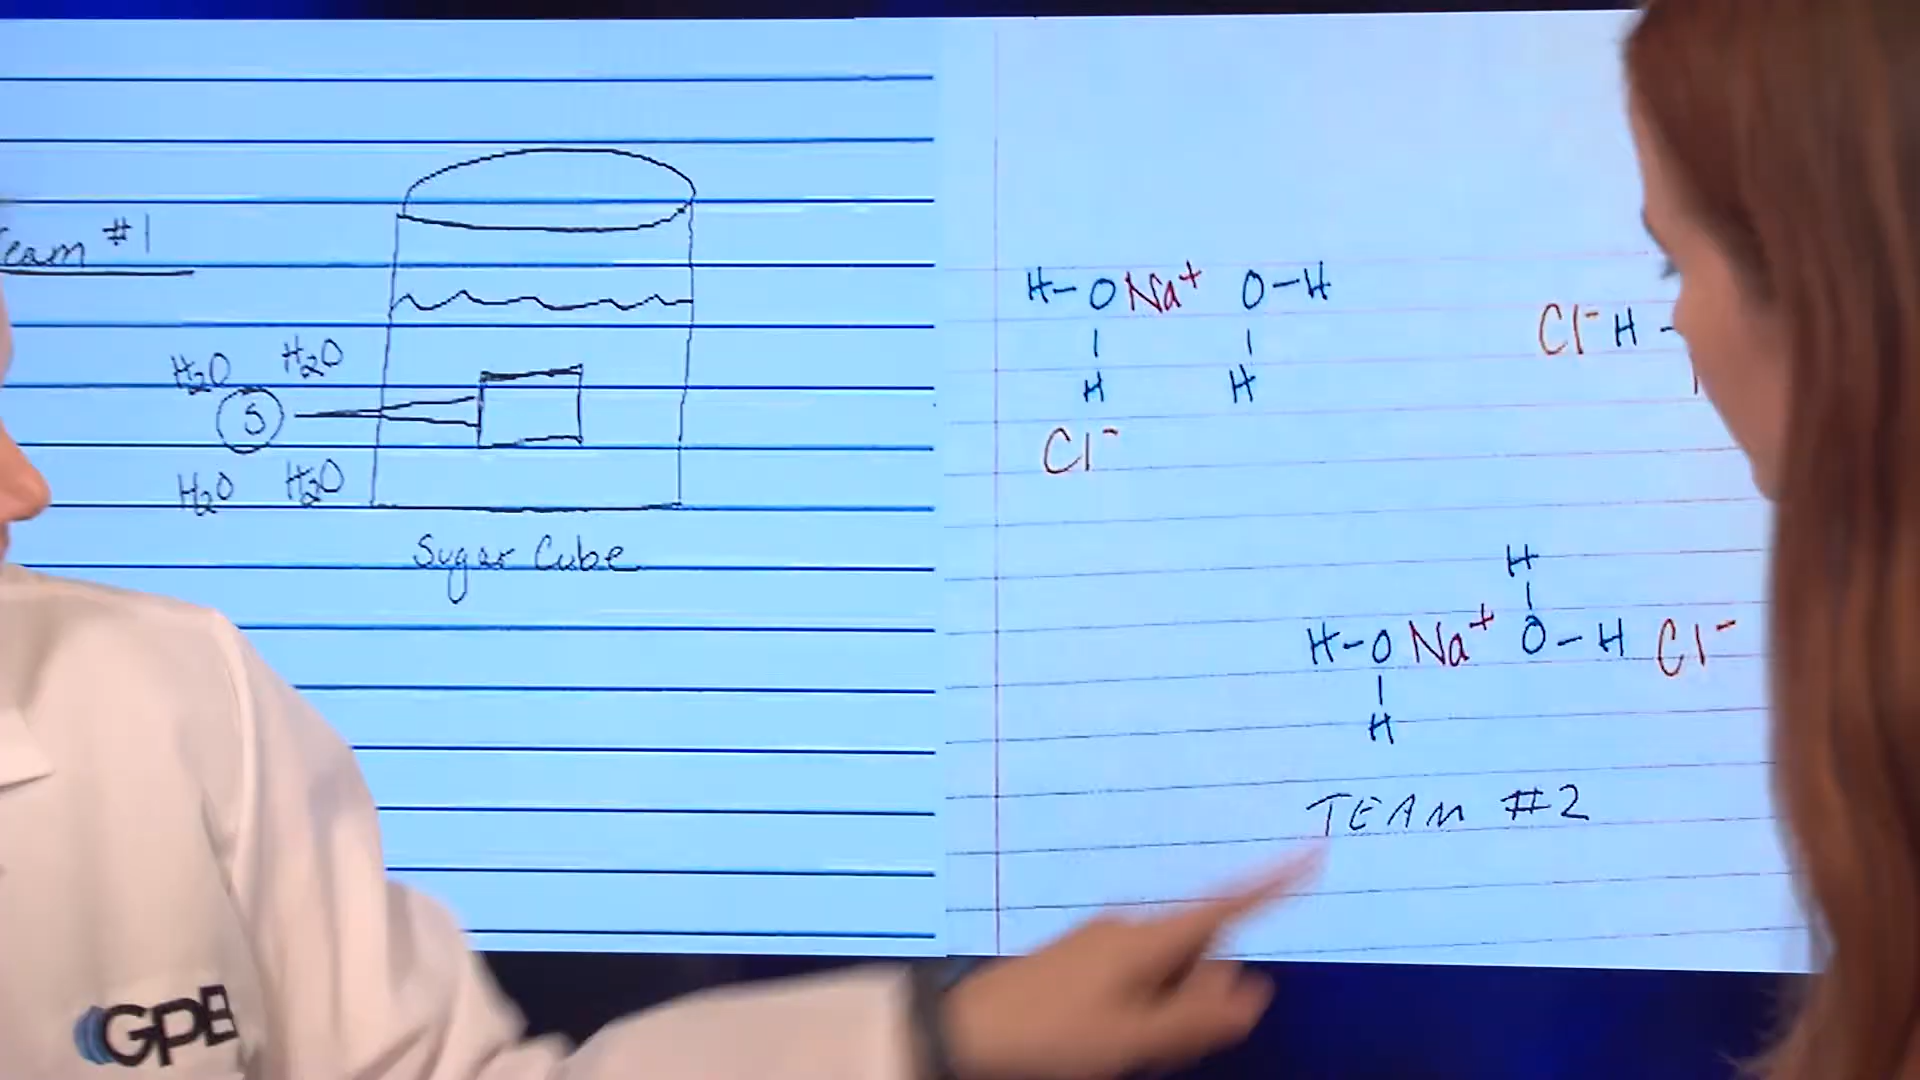 Team #1
H2O H2O
S
H2O H2O
Sugar Cube
H-O Na+ O-H
H H
Cl-
Cl- H -
H
H-O Na+ O-H Cl-
H
TEAM #2
GPB